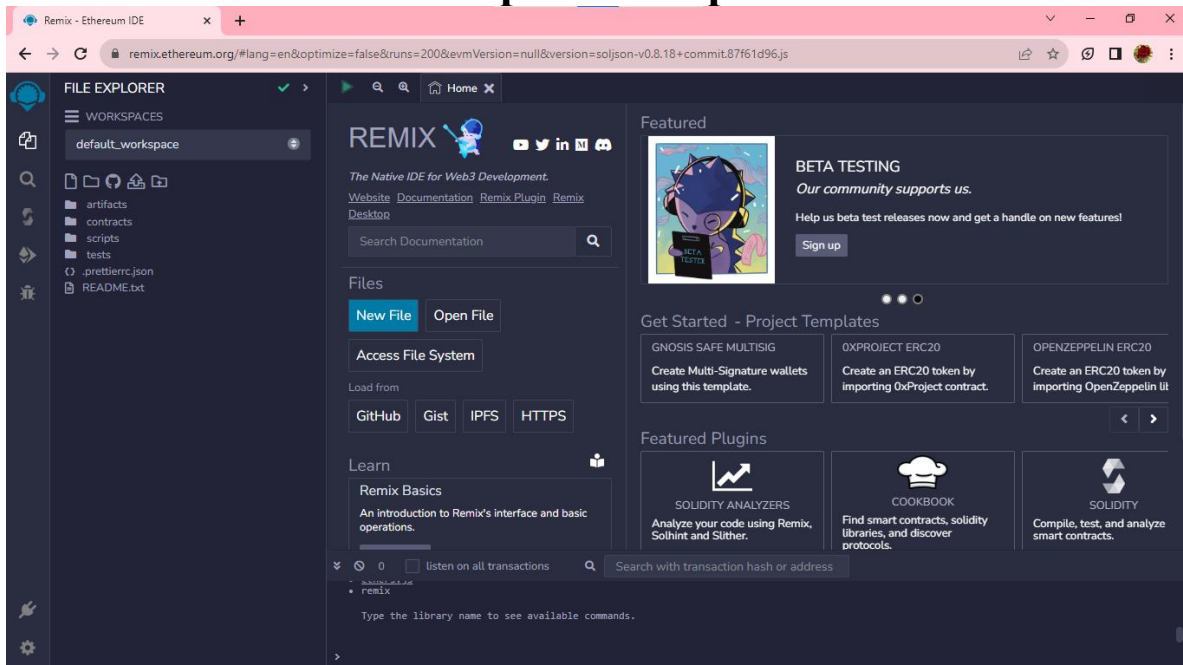 Remix - Ethereum IDE
remix.ethereum.org/#lang=en&optimize=false&runs=200&evmVersion=null&version=soljson-v0.8.18+commit.87f61d96.js
FILE EXPLORER
WORKSPACES
default_workspace
artifacts
contracts
scripts
tests
.prettierrc.json
README.txt
Home
REMIX
The Native IDE for Web3 Development.
Website Documentation Remix Plugin Remix
Desktop
Search Documentation
Files
New File
Open File
Access File System
Load from
GitHub
Gist
IPFS
HTTPS
Learn
Remix Basics
An introduction to Remix's interface and basic
operations.
Featured
BETA TESTER
BETA TESTING
Our community supports us.
Help us beta test releases now and get a handle on new features!
Sign up
Get Started - Project Templates
GNOSIS SAFE MULTISIG
Create Multi-Signature wallets
using this template.
0XPROJECT ERC20
Create an ERC20 token by
importing 0xProject contract.
OPENZEPPELIN ERC20
Create an ERC20 token by
importing OpenZeppelin
Featured Plugins
SOLIDITY ANALYZERS
Analyze your code using Remix,
Solhint and Slither.
COOKBOOK
Find smart contracts, solidity
libraries, and discover
protocols.
SOLIDITY
Compile, test, and analyze
smart contracts.
0
listen on all transactions
Search with transaction hash or address
remix
Type the library name to see available commands.
>